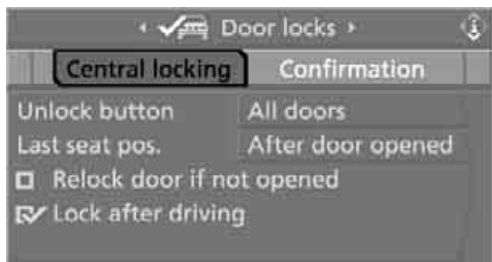 Door locks
Central locking Confirmation
Unlock button All doors
Last seat pos. After door opened
Relock door if not opened
Lock after driving